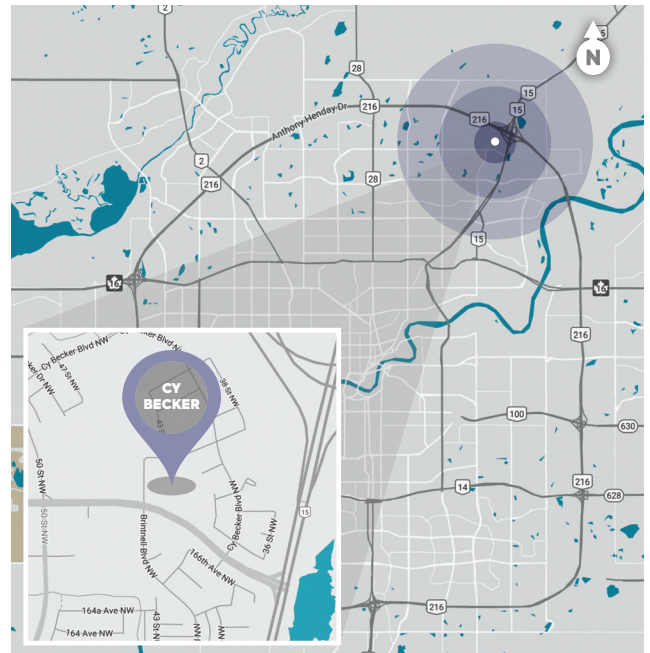 2
15
N
28
15
216
15
216
Anthony Henday Dr
2
216
28
15
16
16
216
Cy Becker Blvd NW
47 St NW
38 St NW
CY
BECKER
100
630
50 St NW
50 St NW
Cy Becker Blvd NW
36 St NW
15
14
216
628
Brintnell Blvd NW
166th Ave NW
164a Ave NW
43 St NW
NW
NW
164 Ave NW
216